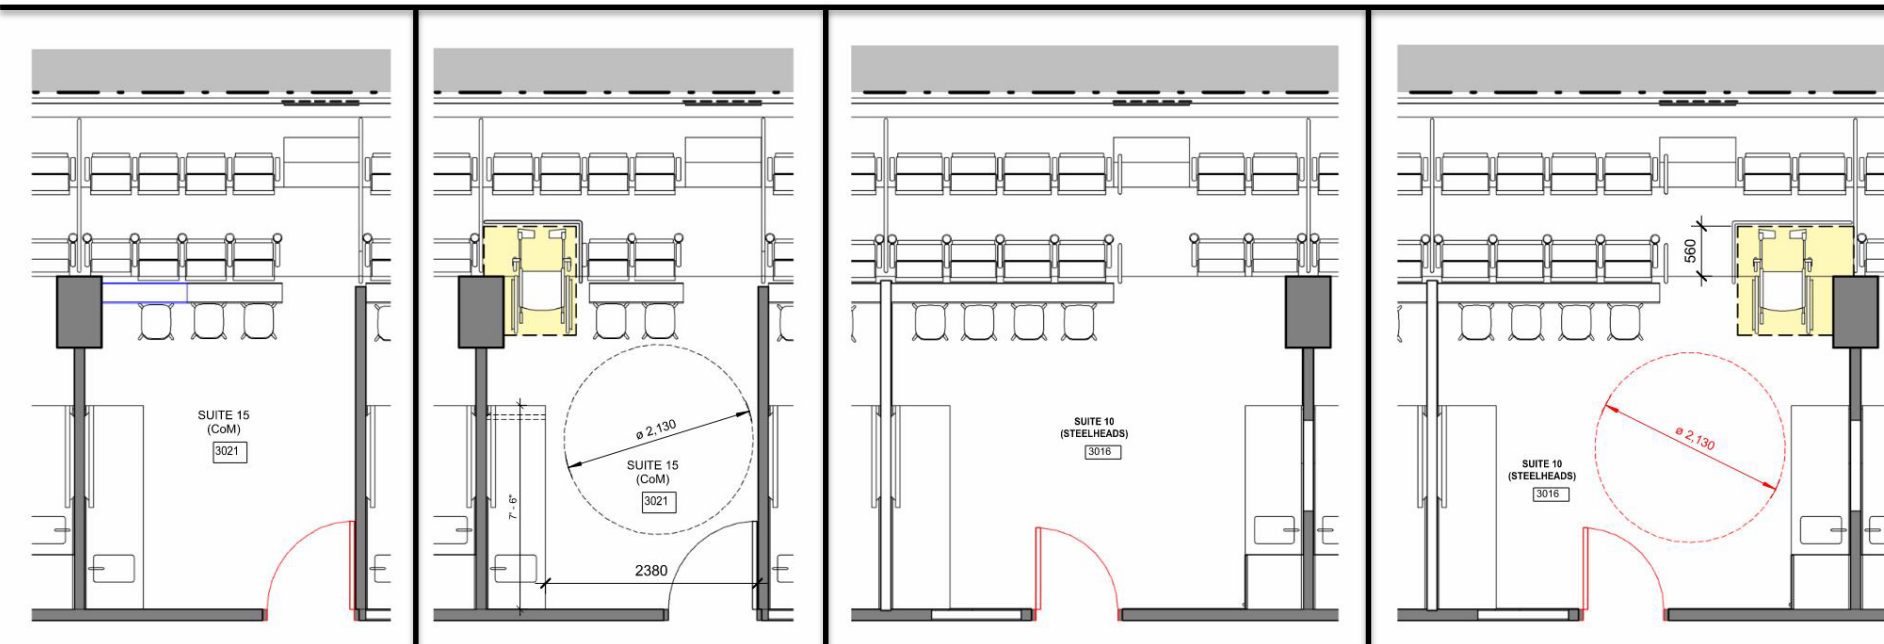 SUITE 15
(CoM)
3021
ø 2,130
SUITE 15
(CoM)
3021
7' - 6"
2380
SUITE 10
(STEELHEADS)
3016
560
ø 2,130
SUITE 10
(STEELHEADS)
3016